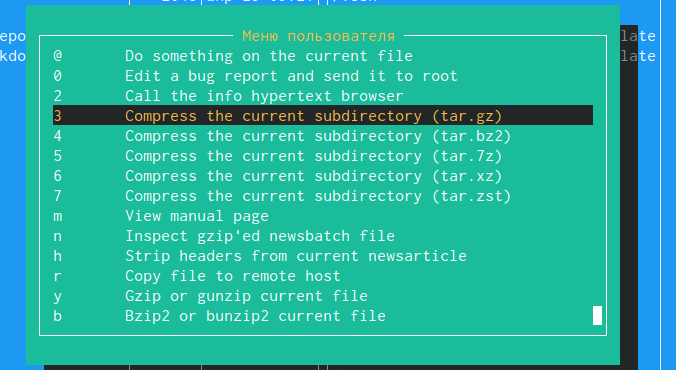 Меню пользователя
epo late
@ Do something on the current file
kdo late
0 Edit a bug report and send it to root
2 Call the info hypertext browser
3 Compress the current subdirectory (tar.gz)
4 Compress the current subdirectory (tar.bz2)
5 Compress the current subdirectory (tar.7z)
6 Compress the current subdirectory (tar.xz)
7 Compress the current subdirectory (tar.zst)
m View manual page
n Inspect gzip'ed newsbatch file
h Strip headers from current newsarticle
r Copy file to remote host
y Gzip or gunzip current file
b Bzip2 or bunzip2 current file